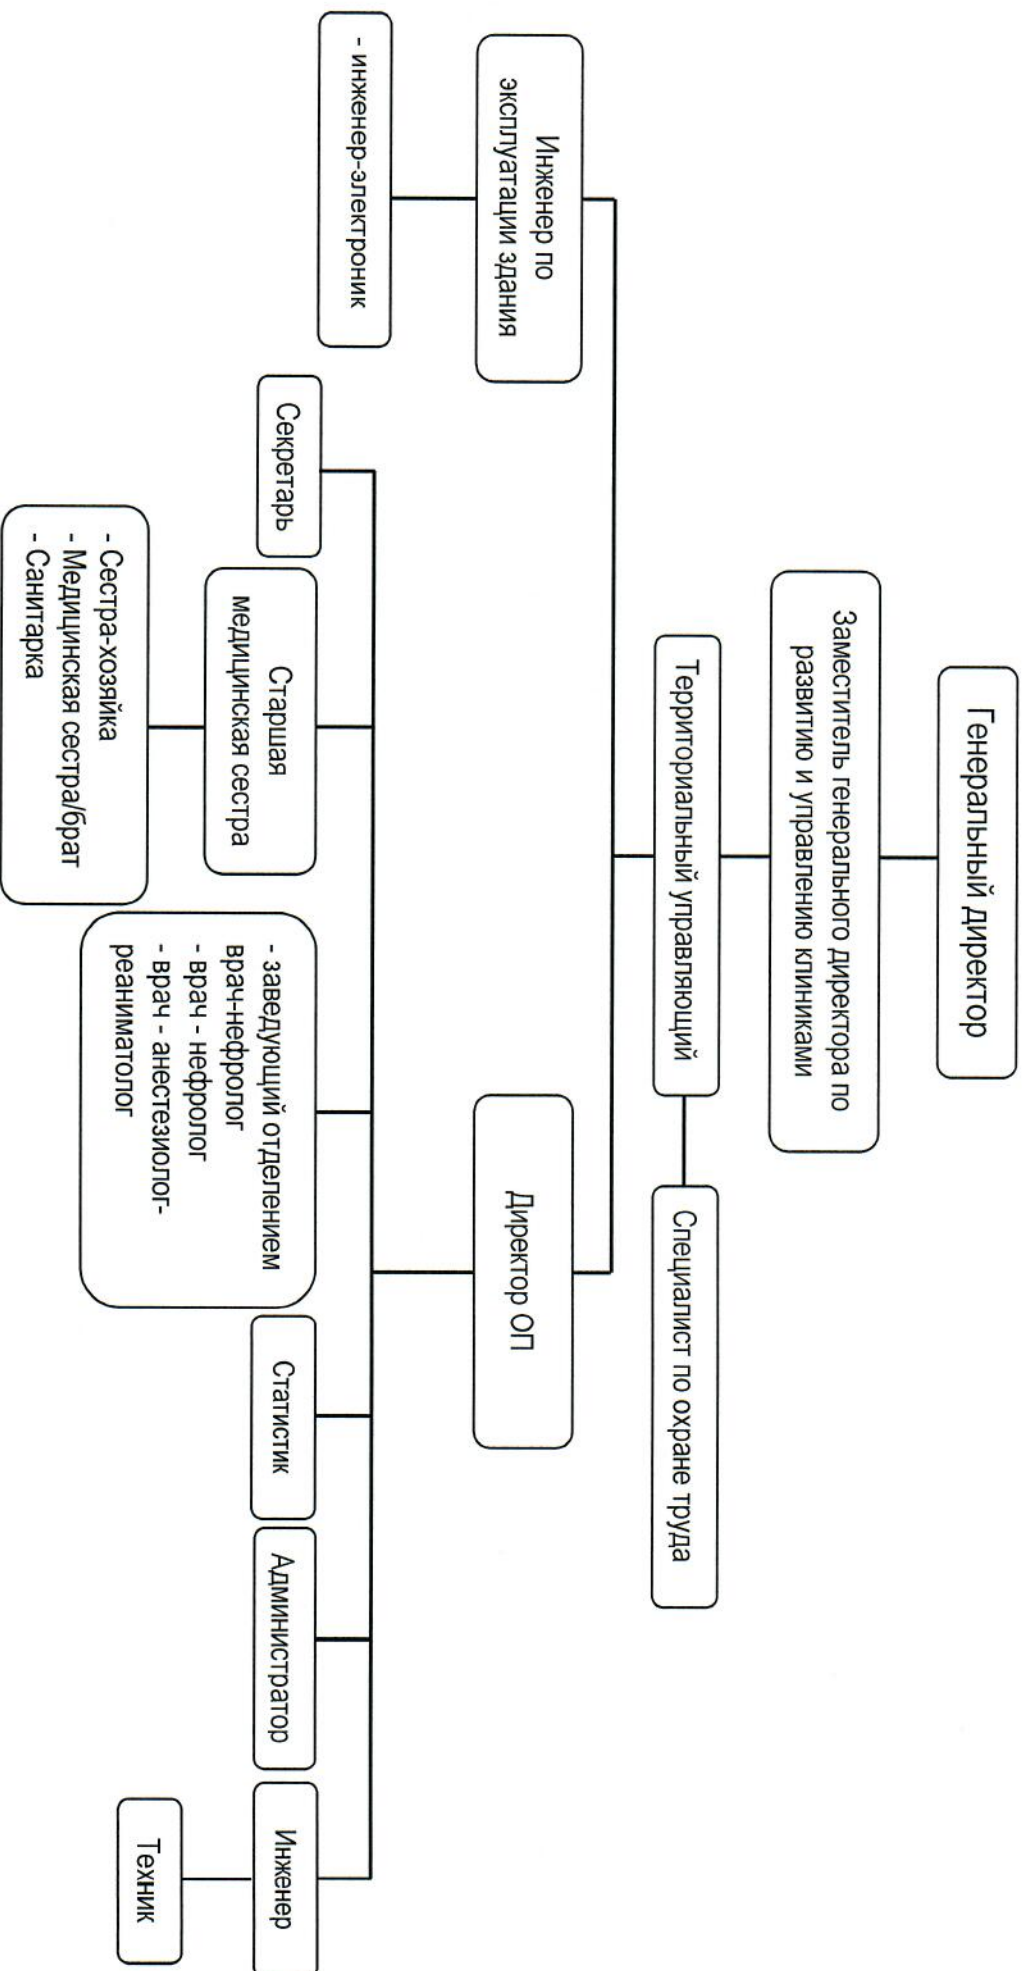 Генеральный директор
Заместитель генерального директора по
развитию и управлению клиниками
Территориальный управляющий
Специалист по охране труда
Инженер по
эксплуатации здания
Директор ОП
- инженер-электроник
Секретарь
Старшая
медицинская сестра
- заведующий отделением
врач-нефролог
- врач - нефролог
- врач - анестезиолог-
реаниматолог
Статистик
Администратор
Инженер
- Сестра-хозяйка
- Медицинская сестра/брат
- Санитарка
Техник